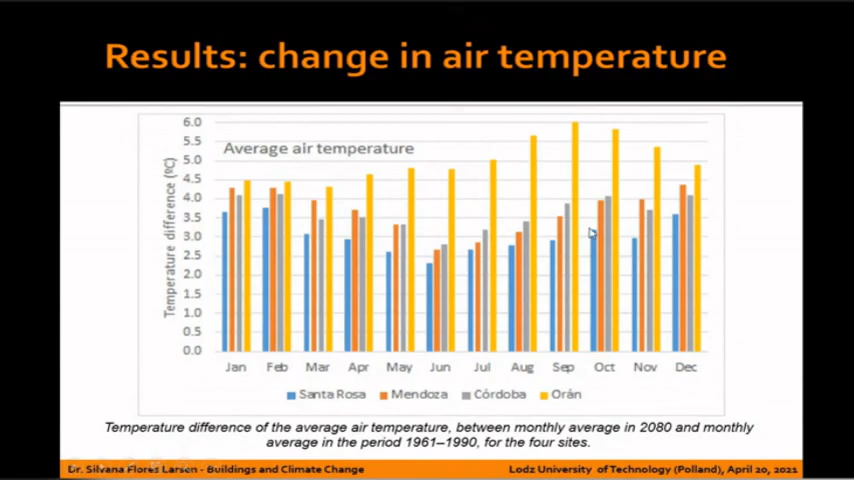 Results: change in air temperature
Average air temperature
Temperature difference (ºC)
6.0
5.5
5.0
4.5
4.0
3.5
3.0
2.5
2.0
1.5
1.0
0.5
0.0
Jan Feb Mar Apr May Jun Jul Aug Sep Oct Nov Dec
Santa Rosa Mendoza Córdoba Orán
Temperature difference of the average air temperature, between monthly average in 2080 and monthly
average in the period 1961–1990, for the four sites.
Dr. Silvana Flores Larsen - Buildings and Climate Change Lodz University of Technology (Polland), April 20, 2021